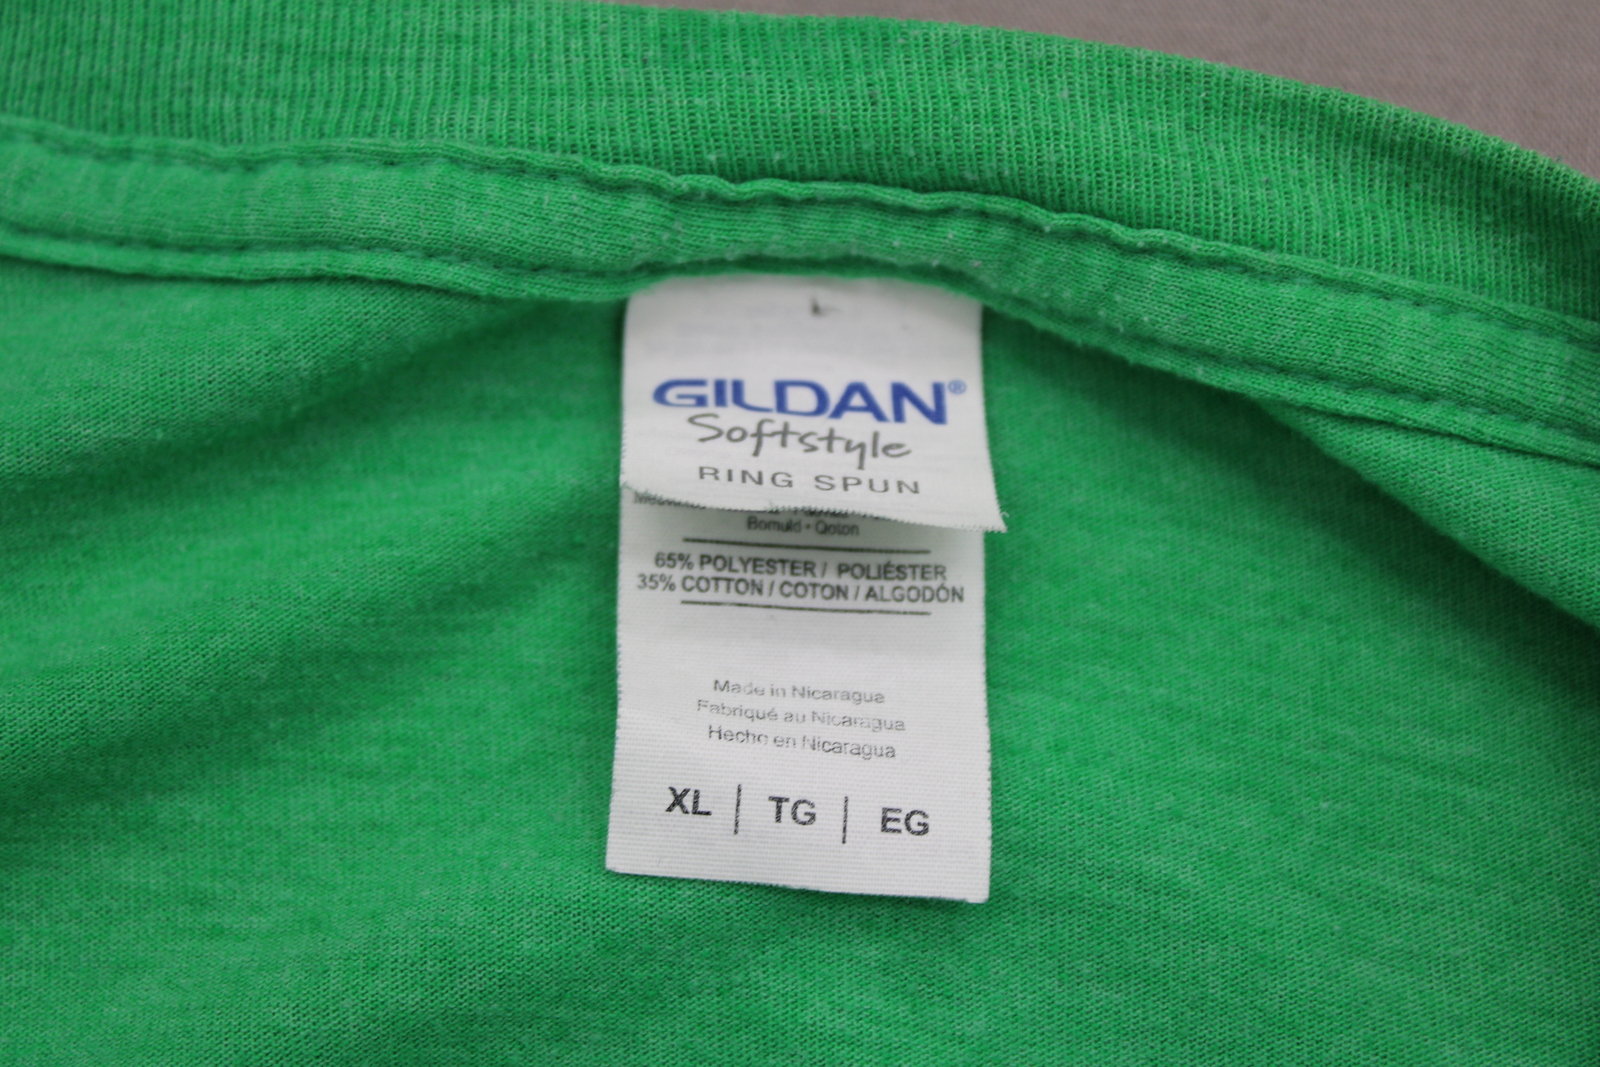 GILDAN®
Softstyle
RING SPUN
Bomuld • Qoton
65% POLYESTER / POLIÉSTER
35% COTTON / COTON / ALGODÓN
Made in Nicaragua
Fabriqué au Nicaragua
Hecho en Nicaragua
XL | TG | EG